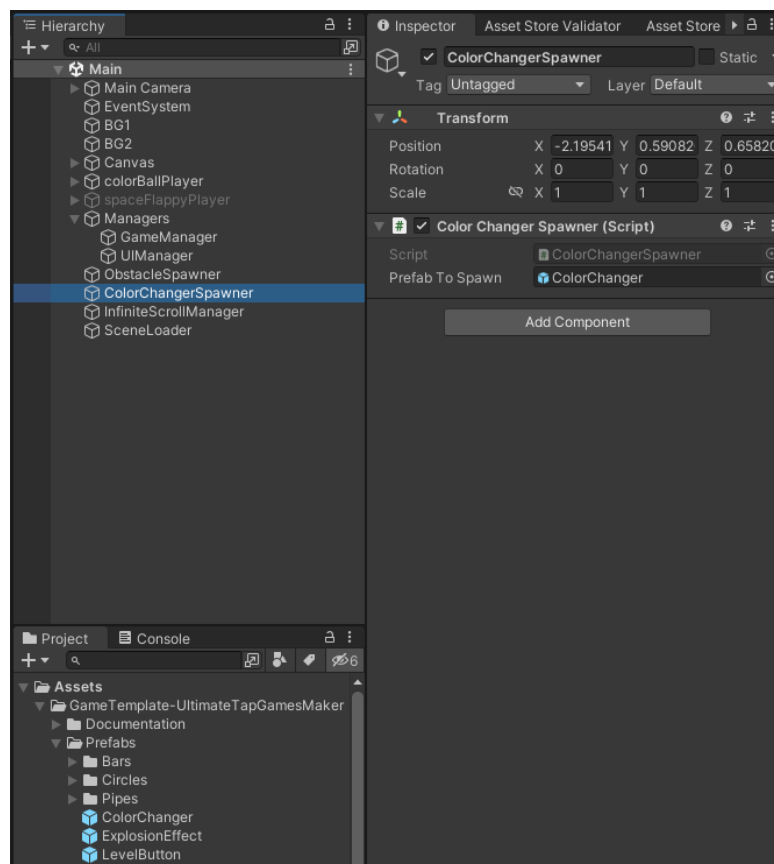 Hierarchy
All
Main
Main Camera
EventSystem
BG1
BG2
Canvas
colorBallPlayer
spaceFlappyPlayer
Managers
GameManager
UIManager
ObstacleSpawner
ColorChangerSpawner
InfiniteScrollManager
SceneLoader
Inspector Asset Store Validator Asset Store
ColorChangerSpawner Static
Tag Untagged Layer Default
Transform
Position X -2.19541 Y 0.59082 Z 0.65820
Rotation X 0 Y 0 Z 0
Scale X 1 Y 1 Z 1
# Color Changer Spawner (Script)
Script ColorChangerSpawner
Prefab To Spawn ColorChanger
Add Component
Project Console
6
Assets
GameTemplate-UltimateTapGamesMaker
Documentation
Prefabs
Bars
Circles
Pipes
ColorChanger
ExplosionEffect
LevelButton